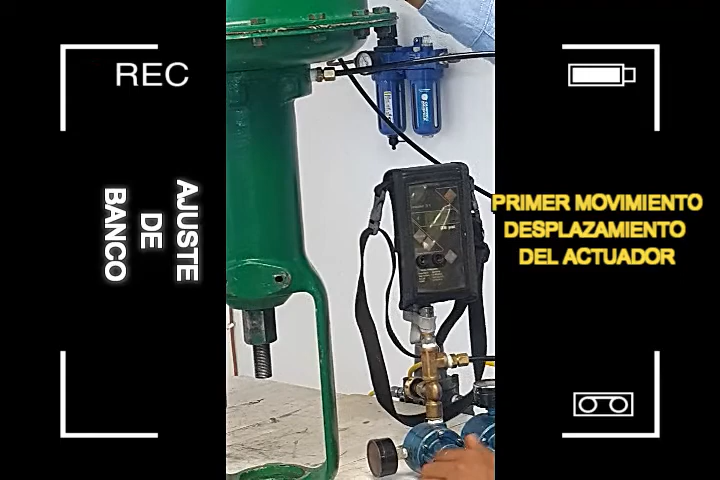 REC
AJUSTE
DE
BANCO
PRIMER MOVIMIENTO
DESPLAZAMIENTO
DEL ACTUADOR